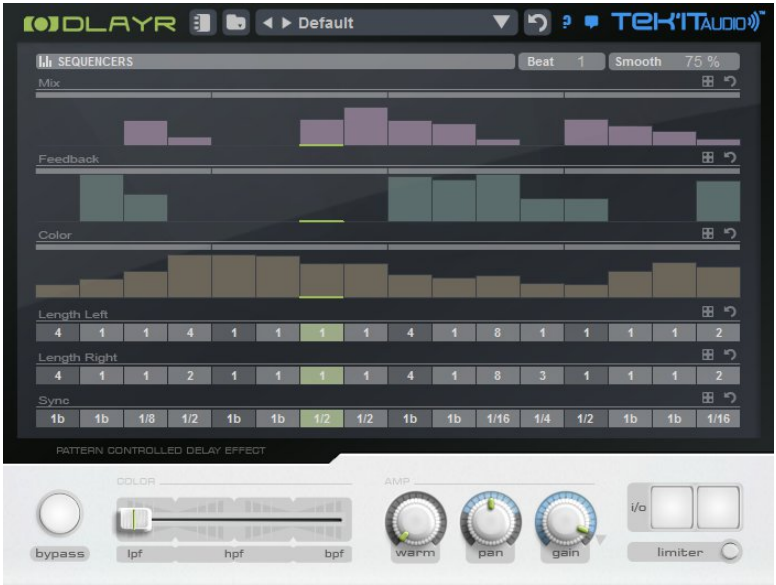 DLAYR Default ? TEK'IT AUDIO
SEQUENCERS Beat 1 Smooth 75 %
Mix
Feedback
Color
Length Left
4 1 1 4 1 1 1 1 4 1 8 1 1 1 1 2
Length Right
4 1 1 2 1 1 1 1 4 1 8 3 1 1 1 2
Sync
1b 1b 1/8 1/2 1b 1b 1/2 1/2 1b 1b 1/16 1/4 1/2 1b 1b 1/16
PATTERN CONTROLLED DELAY EFFECT
COLOR AMP
i/o
bypass lpf hpf bpf warm pan gain limiter